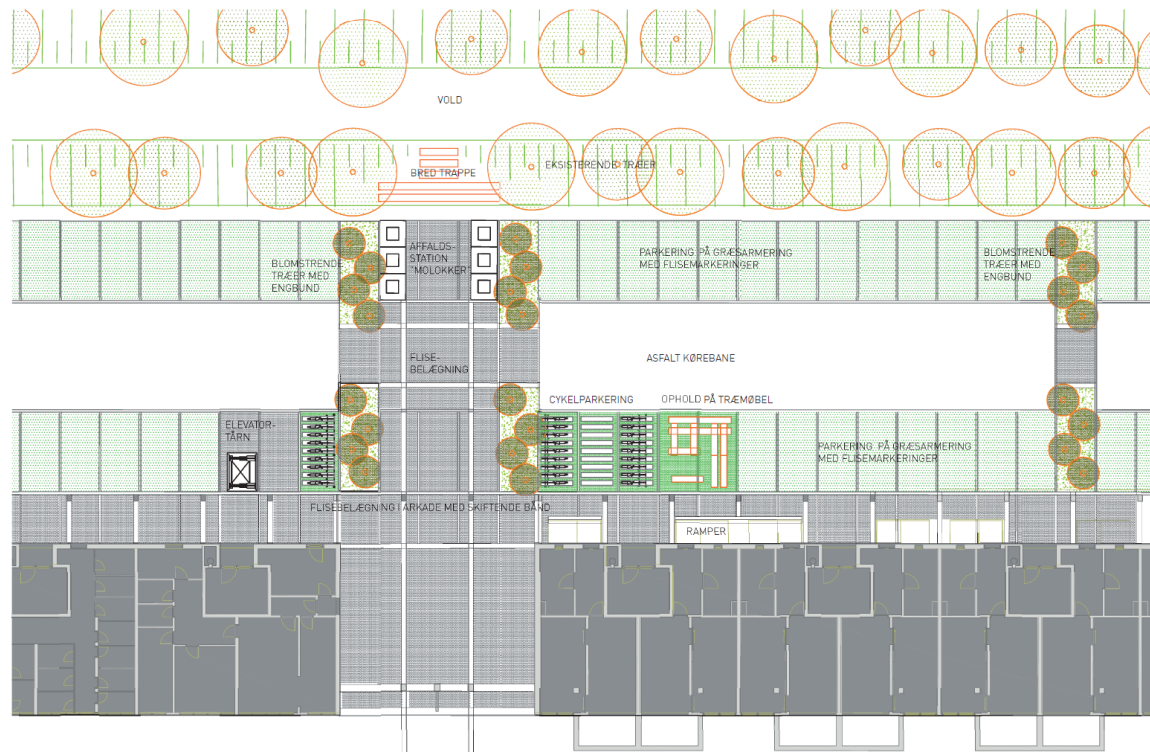 VOLD
EKSISTERENDE TRÆER
BRED TRAPPE
AFFALDS-
STATION
"MOLOKKER"
BLOMSTRENDE
TRÆER MED
ENGBUND
PARKERING PÅ GRÆSARMERING
MED FLISEMARKERINGER
BLOMSTRENDE
TRÆER MED
ENGBUND
FLISE-
BELÆGNING
ASFALT KØREBANE
CYKELPARKERING
OPHOLD PÅ TRÆMØBEL
ELEVATOR-
TÅRN
PARKERING PÅ GRÆSARMERING
MED FLISEMARKERINGER
FLISEBELÆGNING I ARKADE MED SKIFTENDE BÅND
RAMPER